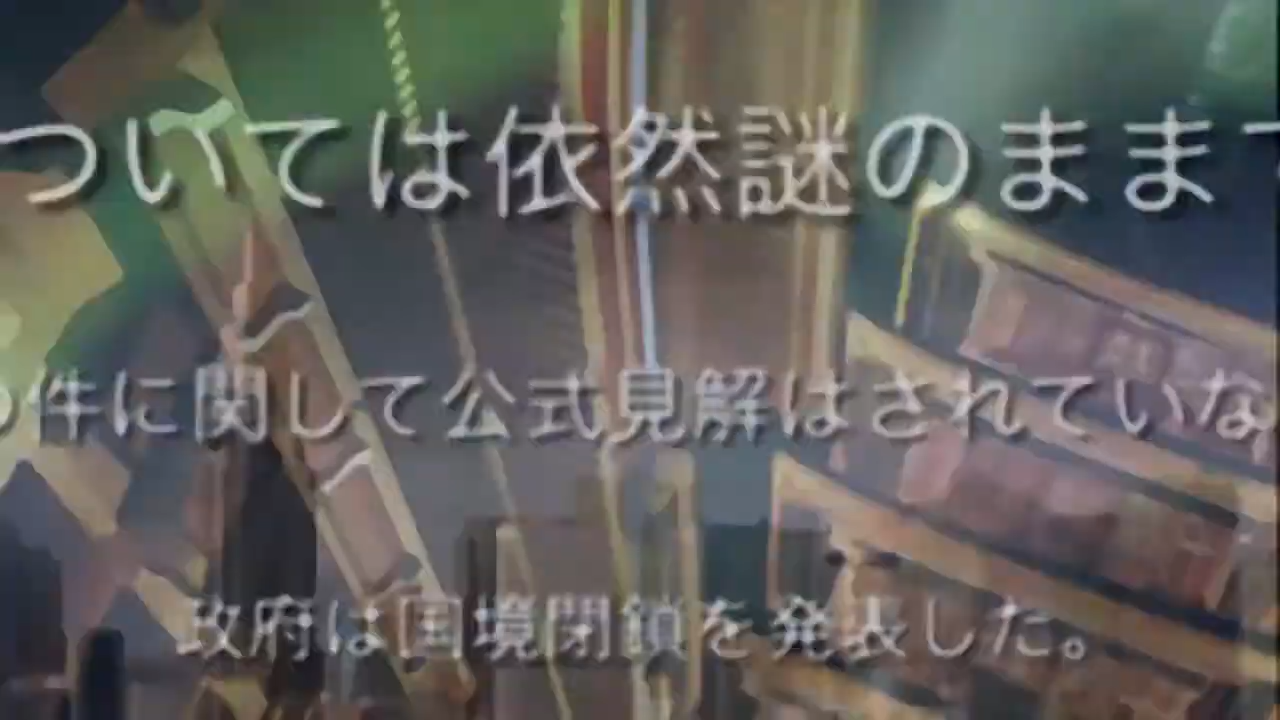 ついては依然謎のまま
件に関して公式見解はされていな
政府は国境閉鎖を発表した。